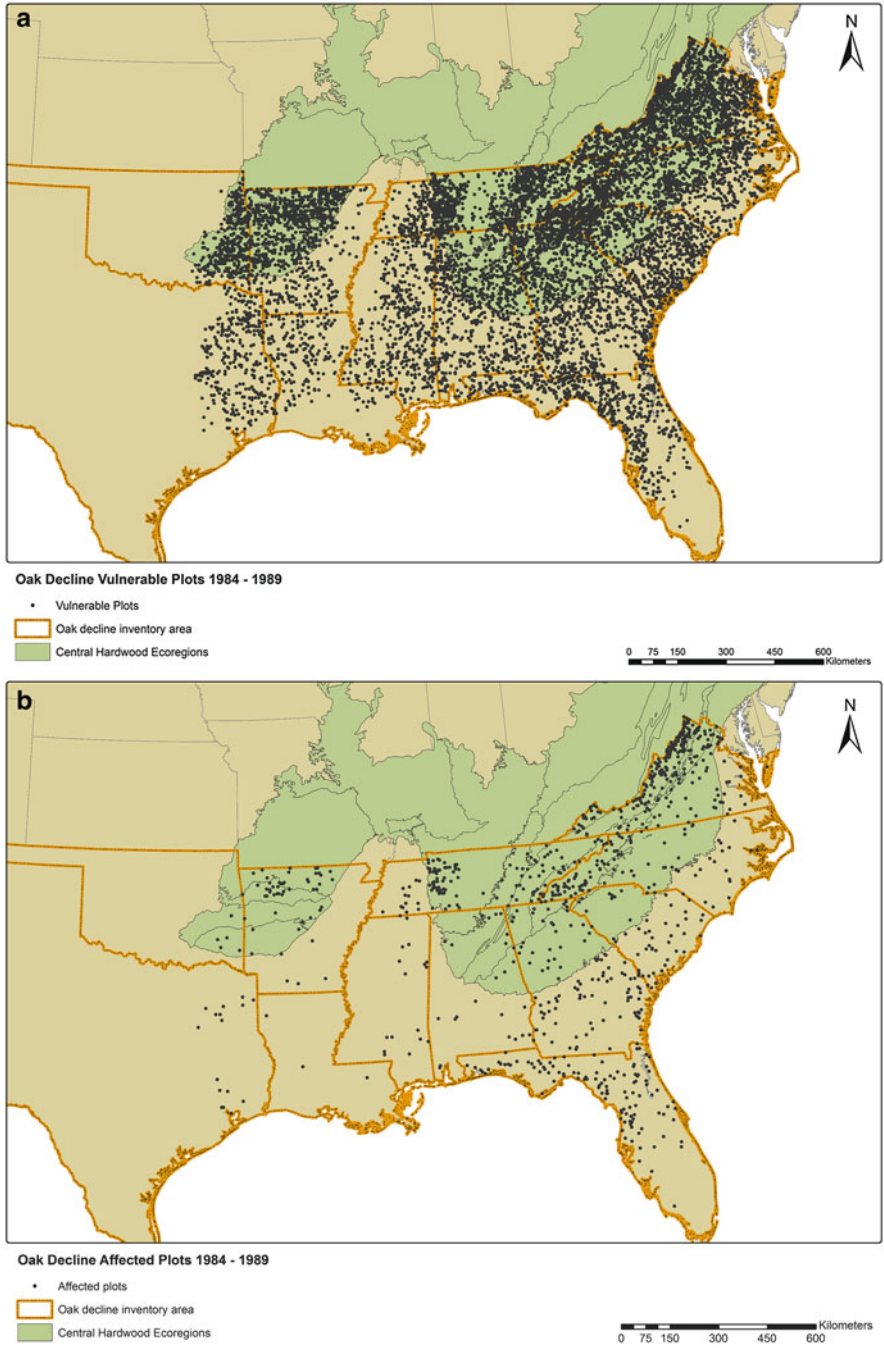 a
N
Oak Decline Vulnerable Plots 1984 - 1989
Vulnerable Plots
Oak decline inventory area
Central Hardwood Ecoregions
0 75 150 300 450 600
Kilometers
b
N
Oak Decline Affected Plots 1984 - 1989
Affected plots
Oak decline inventory area
Central Hardwood Ecoregions
Kilometers
0 75 150 300 450 600